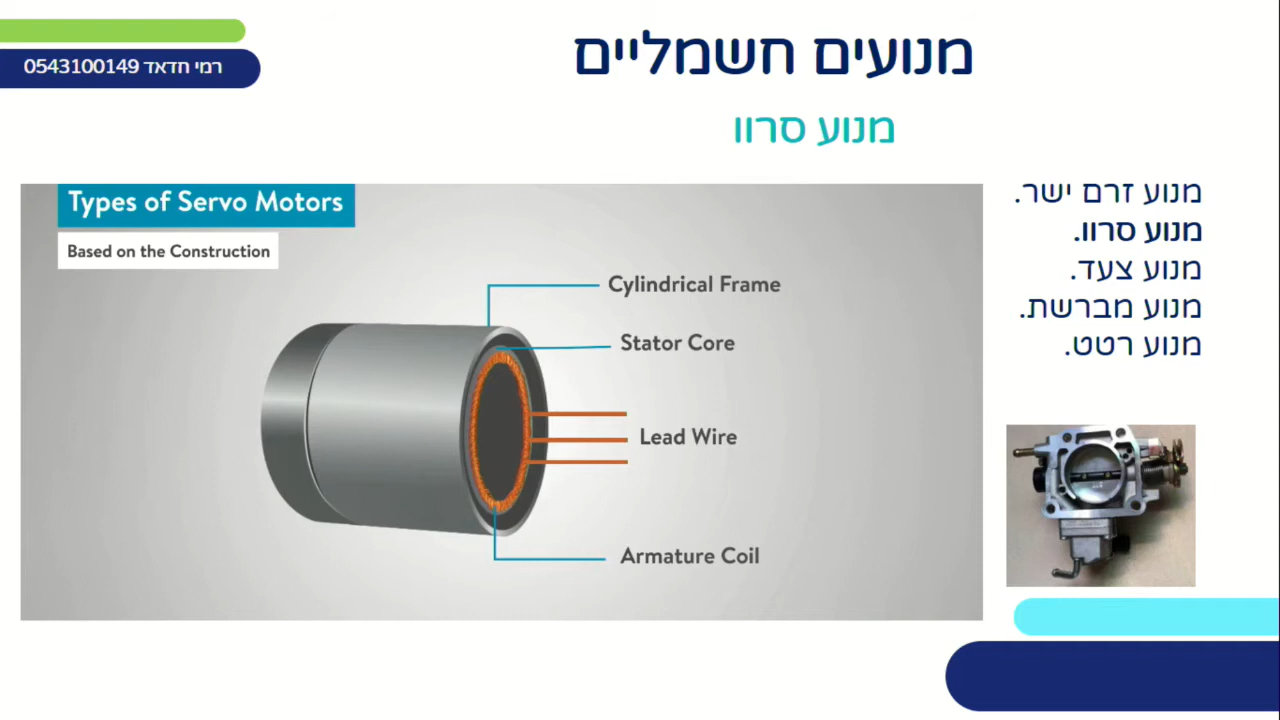 רמי חדאד 0543100149
מנועים חשמליים
מנוע סרוו
מנוע זרם ישר.
מנוע סרוו.
מנוע צעד.
מנוע מברשת.
מנוע רטט.
Types of Servo Motors
Based on the Construction
Cylindrical Frame
Stator Core
Lead Wire
Armature Coil